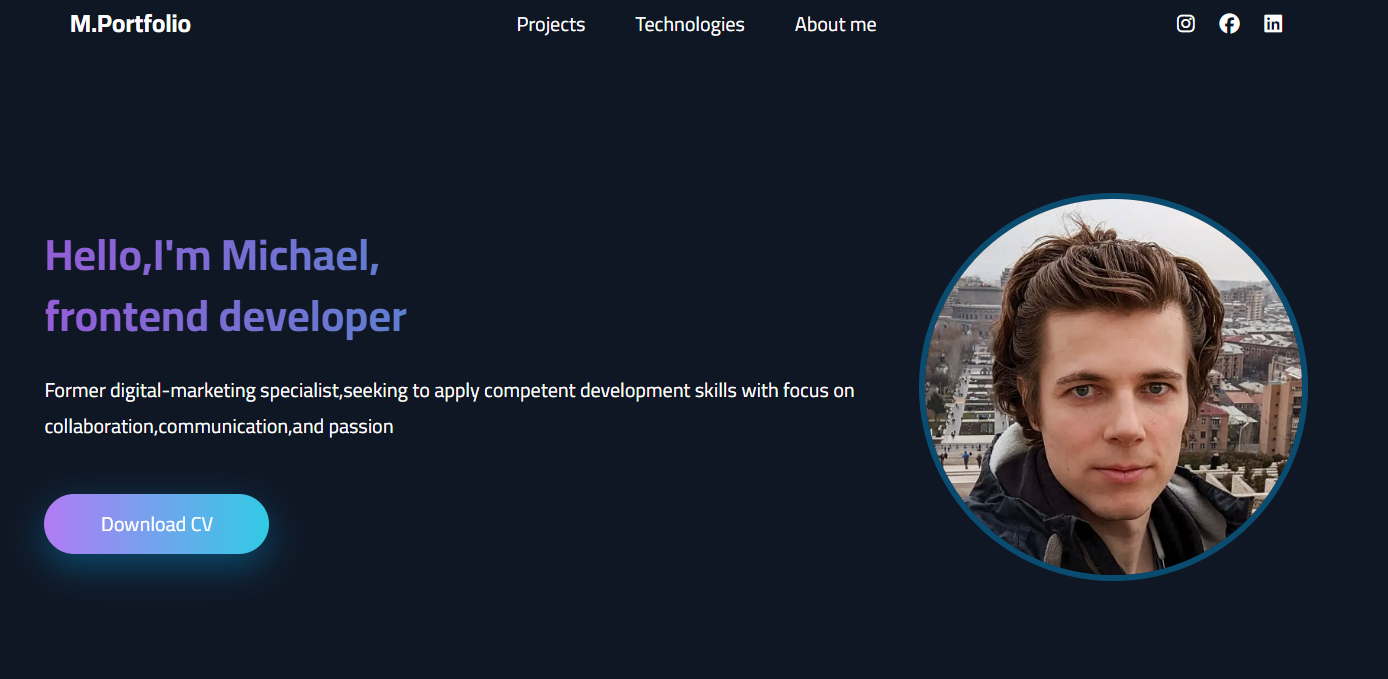 M.Portfolio
Projects
Technologies
About me
Hello,I'm Michael,
frontend developer
Former digital-marketing specialist,seeking to apply competent development skills with focus on
collaboration,communication,and passion
Download CV